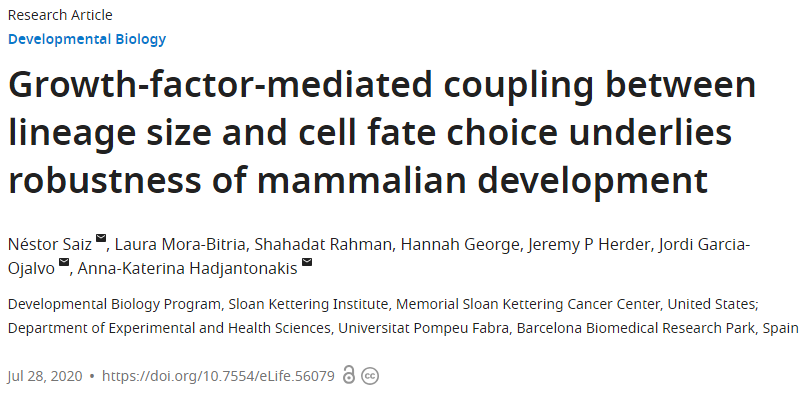 Research Article
Developmental Biology
Growth-factor-mediated coupling between
lineage size and cell fate choice underlies
robustness of mammalian development
Néstor Saiz, Laura Mora-Bitria, Shahadat Rahman, Hannah George, Jeremy P Herder, Jordi Garcia-
Ojalvo, Anna-Katerina Hadjantonakis
Developmental Biology Program, Sloan Kettering Institute, Memorial Sloan Kettering Cancer Center, United States;
Department of Experimental and Health Sciences, Universitat Pompeu Fabra, Barcelona Biomedical Research Park, Spain
Jul 28, 2020 • https://doi.org/10.7554/eLife.56079 cc